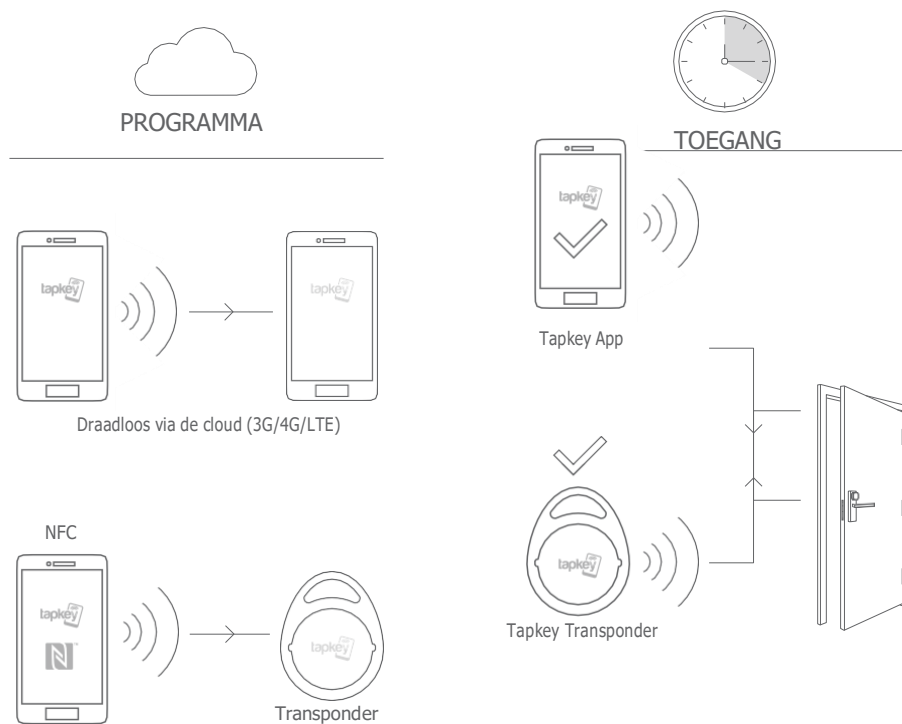 PROGRAMMA
tapkey
tapkey
Draadloos via de cloud (3G/4G/LTE)
NFC
tapkey
N
tapkey
Transponder
TOEGANG
tapkey
Tapkey App
tapkey
Tapkey Transponder